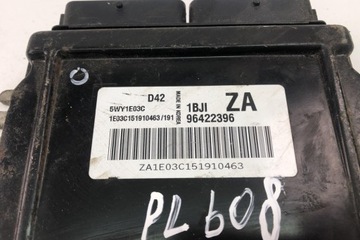 D42
5WY1E03C
1E03C151910463/191
MADE IN KOREA
1BJI
ZA
96422396
ZA1E03C151910463
PL608